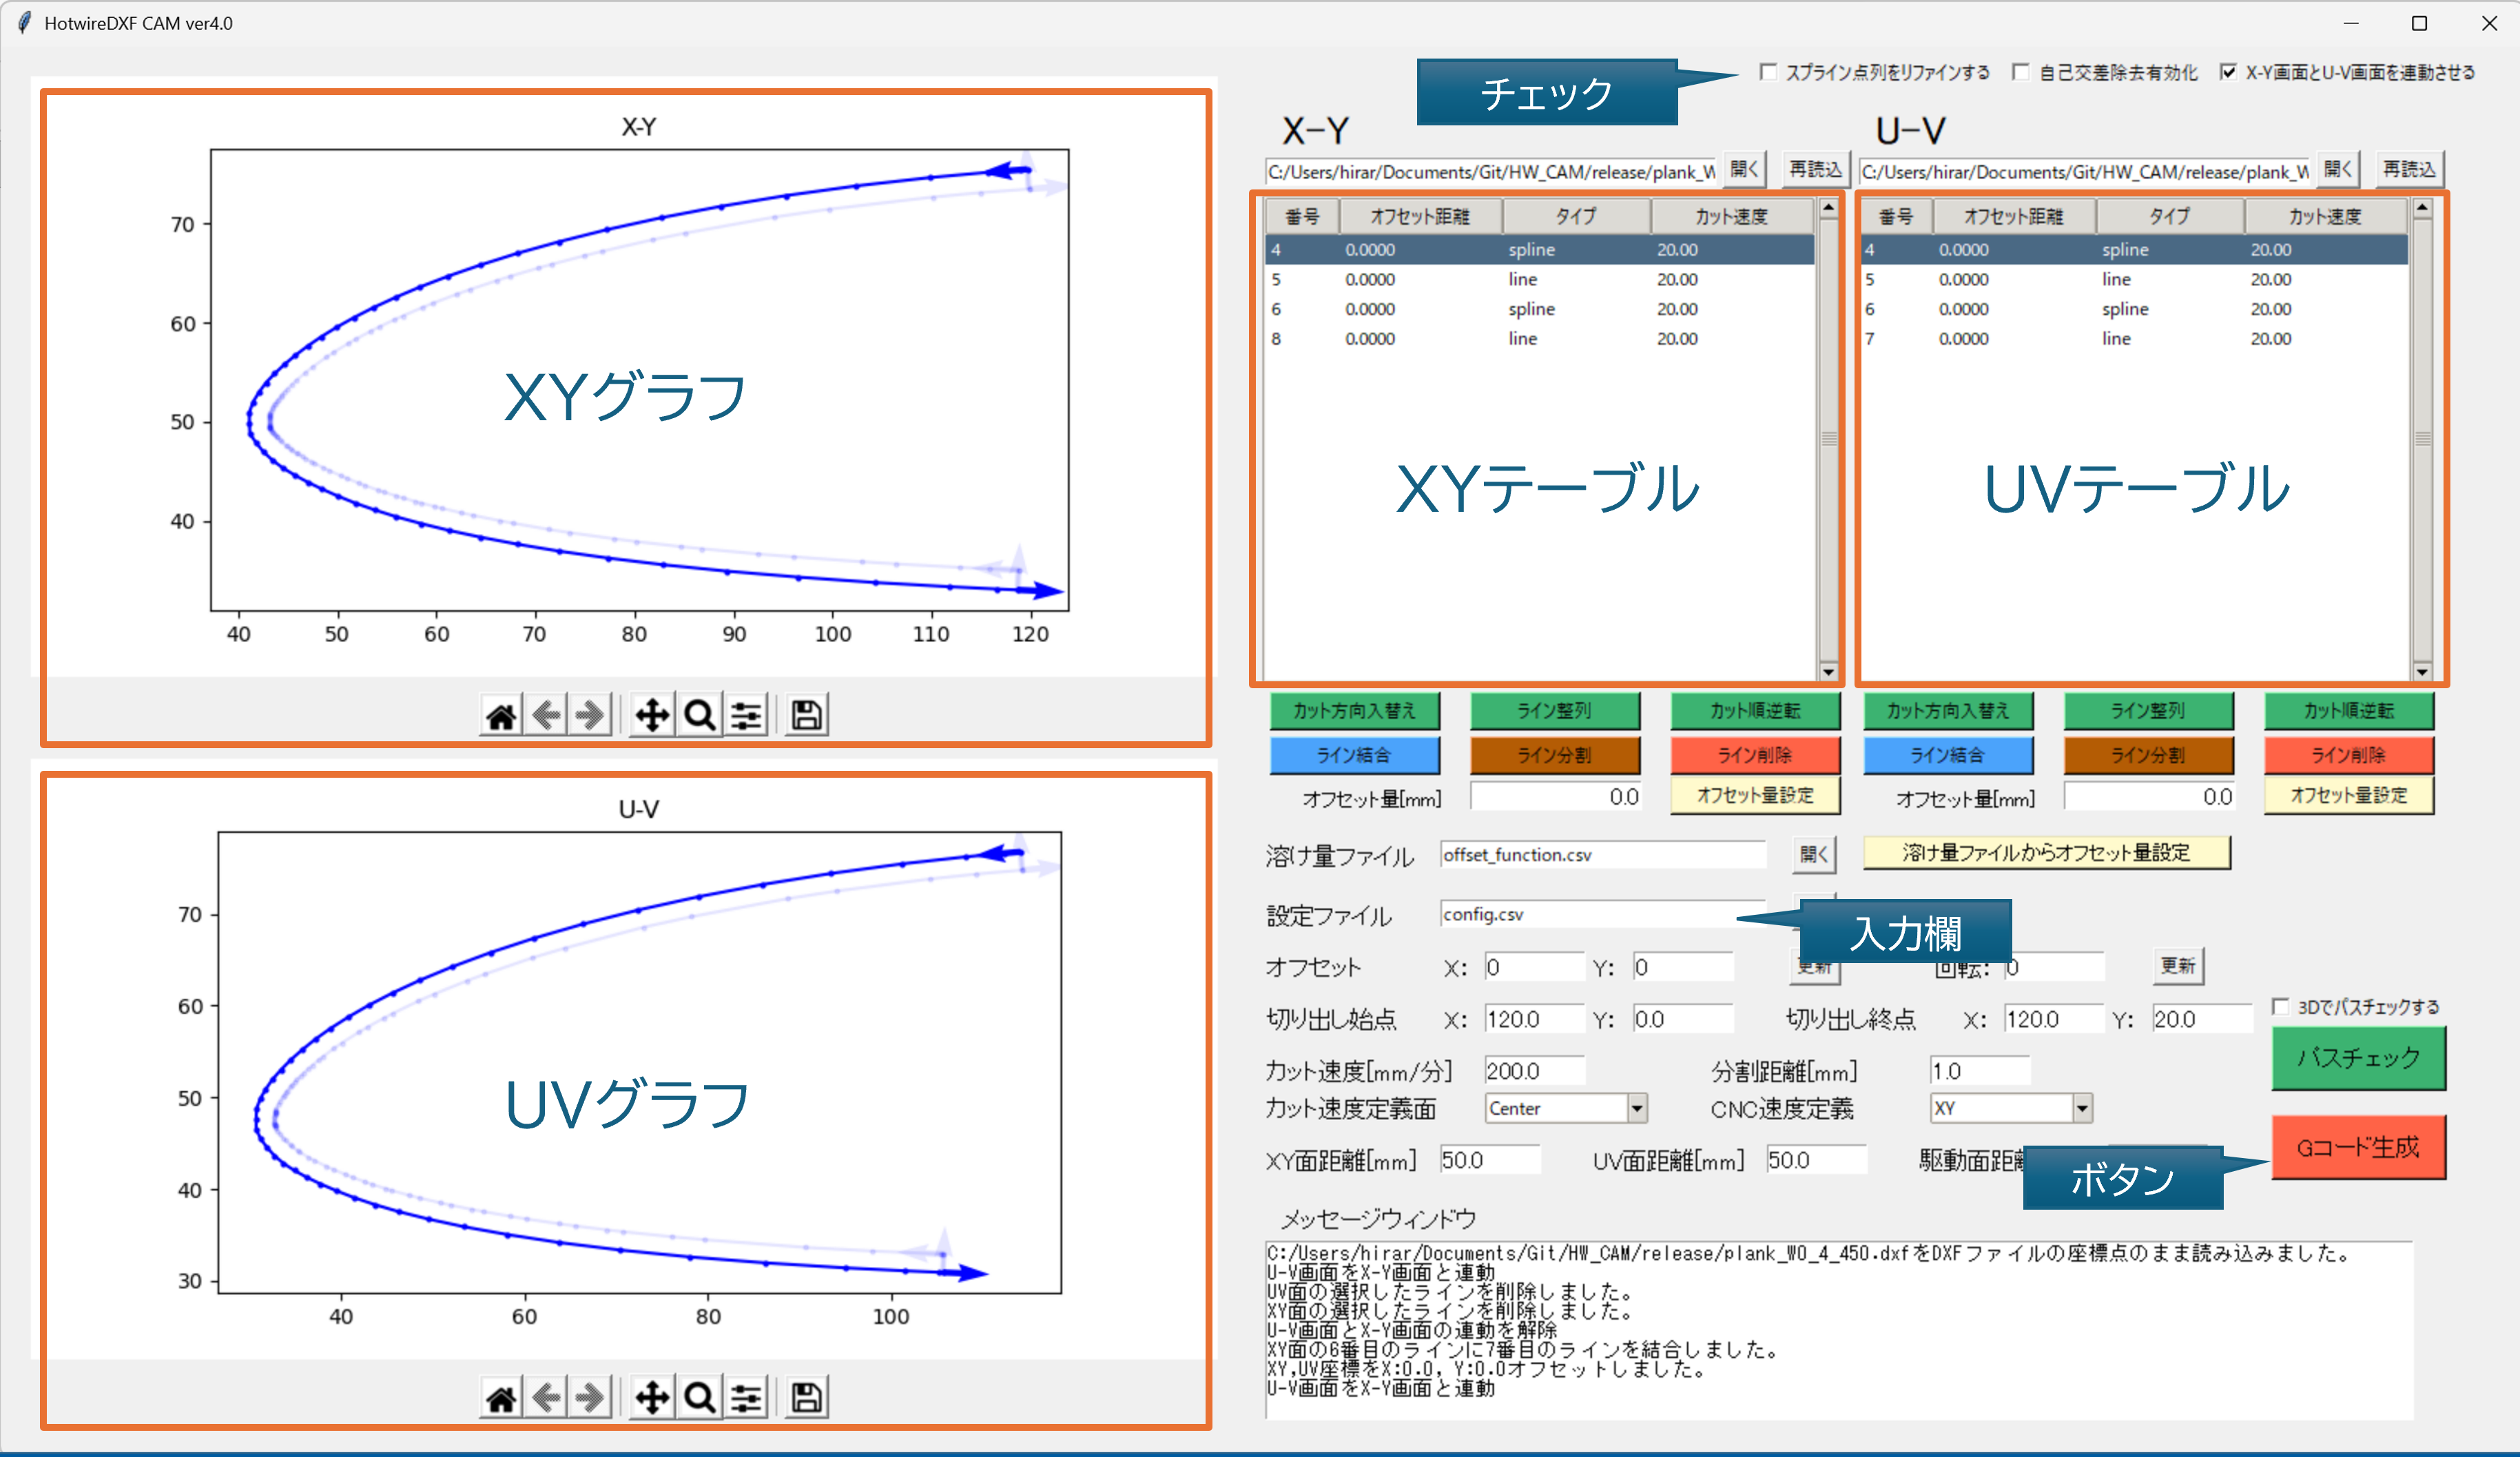 HotwireDXF CAM ver4.0
チェック
スプライン点列をリファインする 自己交差除去有効化 X-Y画面とU-V画面を連動させる
X-Y
70
60
50
40
40 50 60 70 80 90 100 110 120
XYグラフ
U-V
70
60
50
40
30
40 60 80 100
UVグラフ
X-Y U-V
C:/Users/hirar/Documents/Git/HW_CAM/release/plank_W 開く 再読込 C:/Users/hirar/Documents/Git/HW_CAM/release/plank_W 開く 再読込
番号 オフセット距離 タイプ カット速度 番号 オフセット距離 タイプ カット速度
4 0.0000 spline 20.00 4 0.0000 spline 20.00
5 0.0000 line 20.00 5 0.0000 line 20.00
6 0.0000 spline 20.00 6 0.0000 spline 20.00
8 0.0000 line 20.00 7 0.0000 line 20.00
XYテーブル UVテーブル
カット方向入替え ライン整列 カット順逆転 カット方向入替え ライン整列 カット順逆転
ライン結合 ライン分割 ライン削除 ライン結合 ライン分割 ライン削除
オフセット量[mm] 0.0 オフセット量設定 オフセット量[mm] 0.0 オフセット量設定
溶け量ファイル offset_function.csv 開く 溶け量ファイルからオフセット量設定
設定ファイル config.csv
入力欄
オフセット X: 0 Y: 0 更新 回転: 0 更新
切り出し始点 X: 120.0 Y: 0.0 切り出し終点 X: 120.0 Y: 20.0 3Dでパスチェックする
カット速度[mm/分] 200.0 分割距離[mm] 1.0 パスチェック
カット速度定義面 Center CNC速度定義 XY
XY面距離[mm] 50.0 UV面距離[mm] 50.0 駆動面距離 Gコード生成
ボタン
メッセージウィンドウ
C:/Users/hirar/Documents/Git/HW_CAM/release/plank_W0_4_450.dxfをDXFファイルの座標点のまま読み込みました。
U-V画面をX-Y画面と連動
UV面の選択したラインを削除しました。
XY面の選択したラインを削除しました。
U-V画面とX-Y画面の連動を解除
XY面の6番目のラインに7番目のラインを結合しました。
XY,UV座標をX:0.0, Y:0.0オフセットしました。
U-V画面をX-Y画面と連動